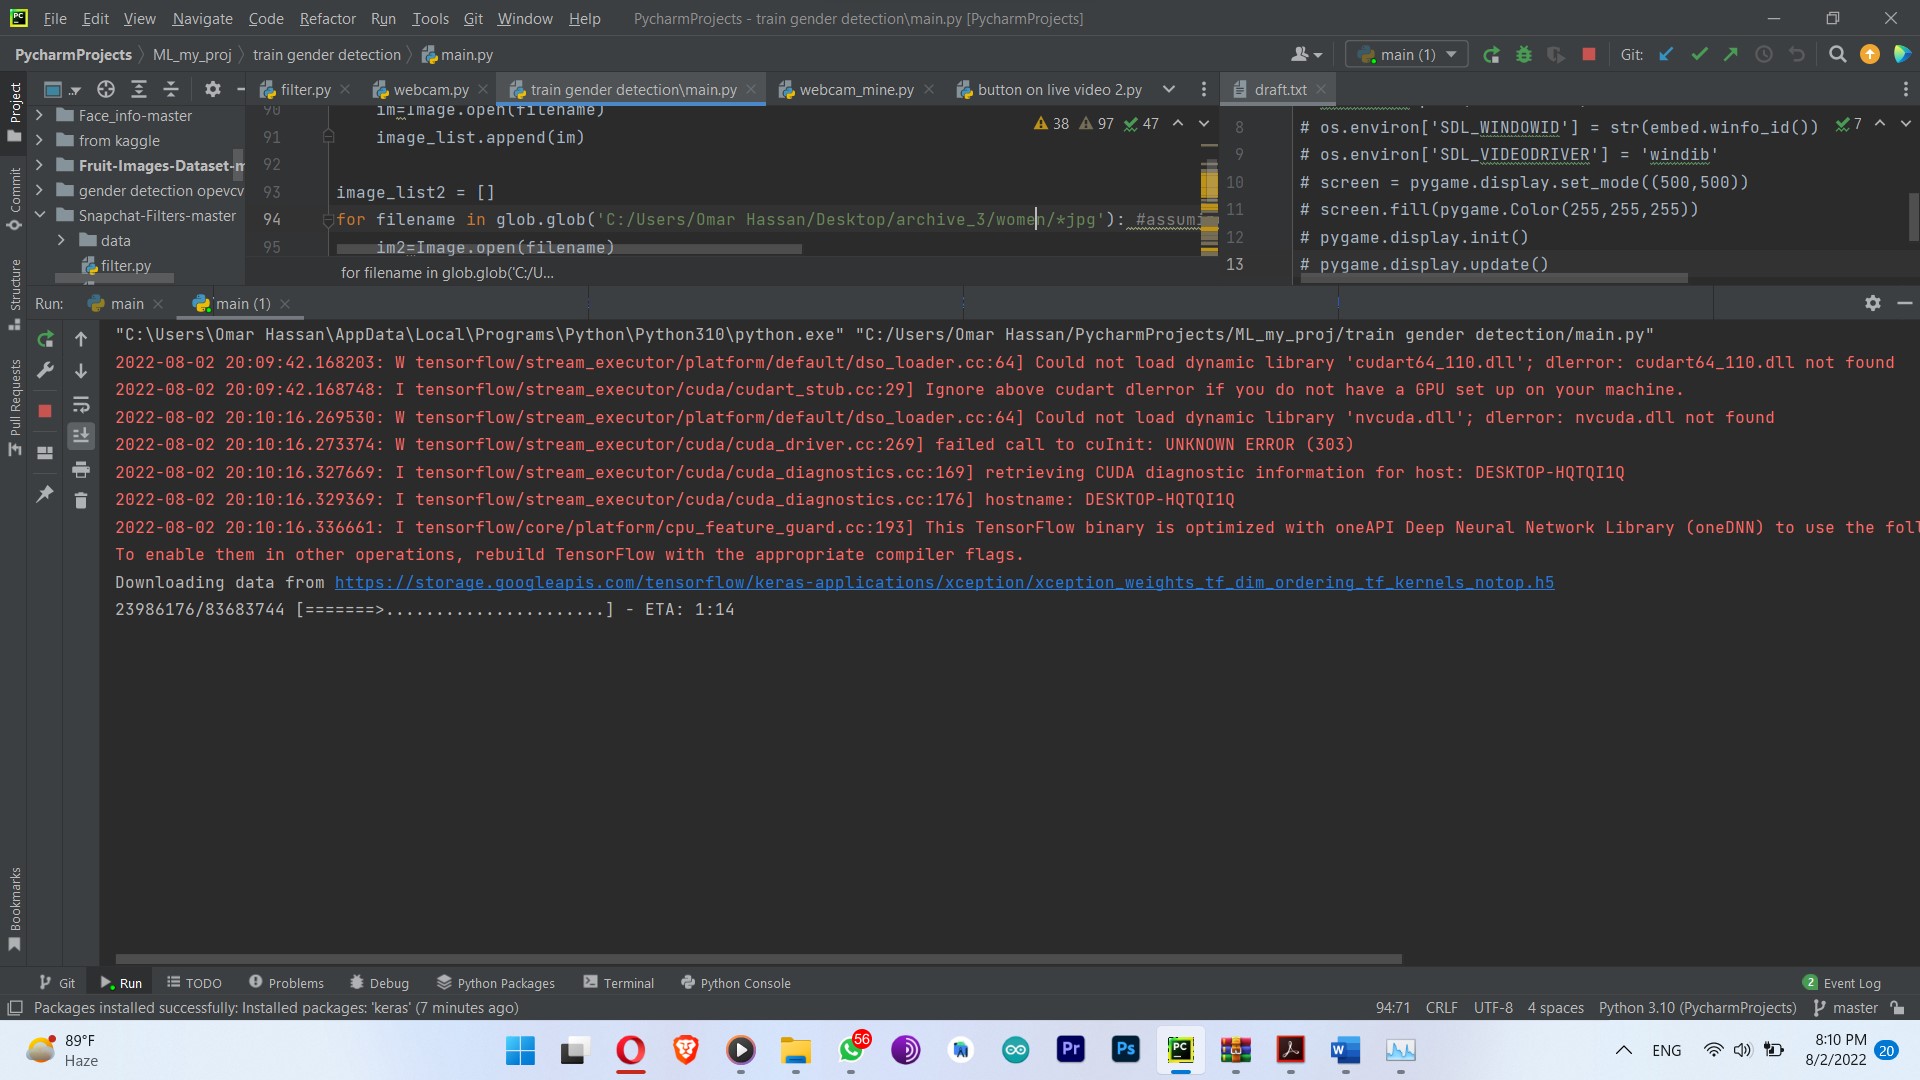 File Edit View Navigate Code Refactor Run Tools Git Window Help PycharmProjects - train gender detection\main.py [PycharmProjects]
PycharmProjects ML_my_proj train gender detection main.py main (1) Git:
Project
Commit
Structure
Pull Requests
Bookmarks
Face_info-master
from kaggle
Fruit-Images-Dataset-m
gender detection opevcv
Snapchat-Filters-master
data
filter.py
filter.py webcam.py train gender detection\main.py webcam_mine.py button on live video 2.py
38 97 47
90 im=Image.open(filename)
91 image_list.append(im)
92
93 image_list2 = []
94 for filename in glob.glob('C:/Users/Omar Hassan/Desktop/archive_3/women/*jpg'): #assumi
95 im2=Image.open(filename)
for filename in glob.glob('C:/U...
draft.txt
7
8 # os.environ['SDL_WINDOWID'] = str(embed.winfo_id())
9 # os.environ['SDL_VIDEODRIVER'] = 'windib'
10 # screen = pygame.display.set_mode((500,500))
11 # screen.fill(pygame.Color(255,255,255))
12 # pygame.display.init()
13 # pygame.display.update()
Run: main main (1)
"C:\Users\Omar Hassan\AppData\Local\Programs\Python\Python310\python.exe" "C:/Users/Omar Hassan/PycharmProjects/ML_my_proj/train gender detection/main.py"
2022-08-02 20:09:42.168203: W tensorflow/stream_executor/platform/default/dso_loader.cc:64] Could not load dynamic library 'cudart64_110.dll'; dlerror: cudart64_110.dll not found
2022-08-02 20:09:42.168748: I tensorflow/stream_executor/cuda/cudart_stub.cc:29] Ignore above cudart dlerror if you do not have a GPU set up on your machine.
2022-08-02 20:10:16.269530: W tensorflow/stream_executor/platform/default/dso_loader.cc:64] Could not load dynamic library 'nvcuda.dll'; dlerror: nvcuda.dll not found
2022-08-02 20:10:16.273374: W tensorflow/stream_executor/cuda/cuda_driver.cc:269] failed call to cuInit: UNKNOWN ERROR (303)
2022-08-02 20:10:16.327669: I tensorflow/stream_executor/cuda/cuda_diagnostics.cc:169] retrieving CUDA diagnostic information for host: DESKTOP-HQTQI1Q
2022-08-02 20:10:16.329369: I tensorflow/stream_executor/cuda/cuda_diagnostics.cc:176] hostname: DESKTOP-HQTQI1Q
2022-08-02 20:10:16.336661: I tensorflow/core/platform/cpu_feature_guard.cc:193] This TensorFlow binary is optimized with oneAPI Deep Neural Network Library (oneDNN) to use the foll
To enable them in other operations, rebuild TensorFlow with the appropriate compiler flags.
Downloading data from https://storage.googleapis.com/tensorflow/keras-applications/xception/xception_weights_tf_dim_ordering_tf_kernels_notop.h5
23986176/83683744 [=======>......................] - ETA: 1:14
Git Run TODO Problems Debug Python Packages Terminal Python Console 2 Event Log
Packages installed successfully: Installed packages: 'keras' (7 minutes ago) 94:71 CRLF UTF-8 4 spaces Python 3.10 (PycharmProjects) master
89°F
Haze
56
Pr
Ps
PC
W
ENG
8:10 PM
8/2/2022
20